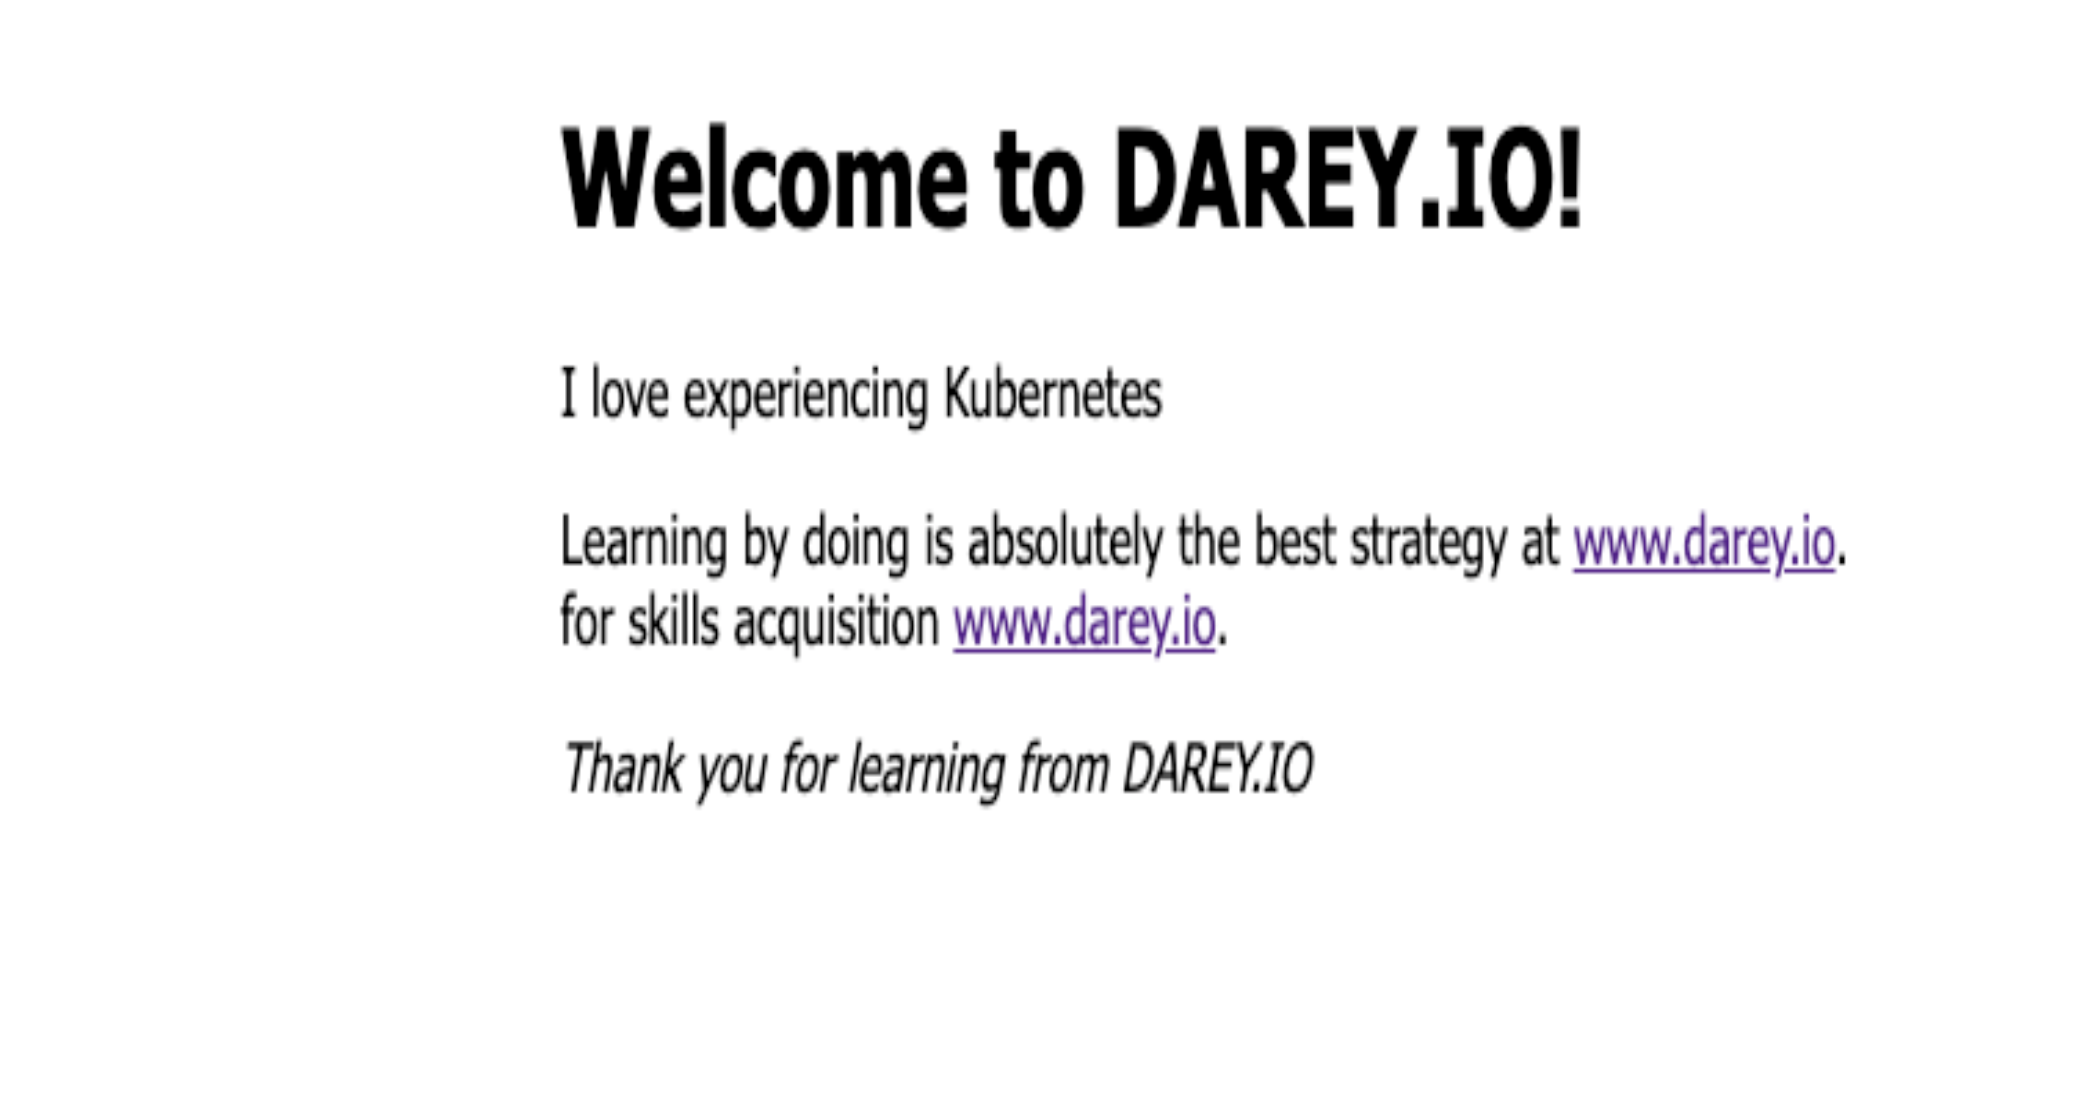 Welcome to DAREY.IO!
I love experiencing Kubernetes
Learning by doing is absolutely the best strategy at www.darey.io.
for skills acquisition www.darey.io.
Thank you for learning from DAREY.IO